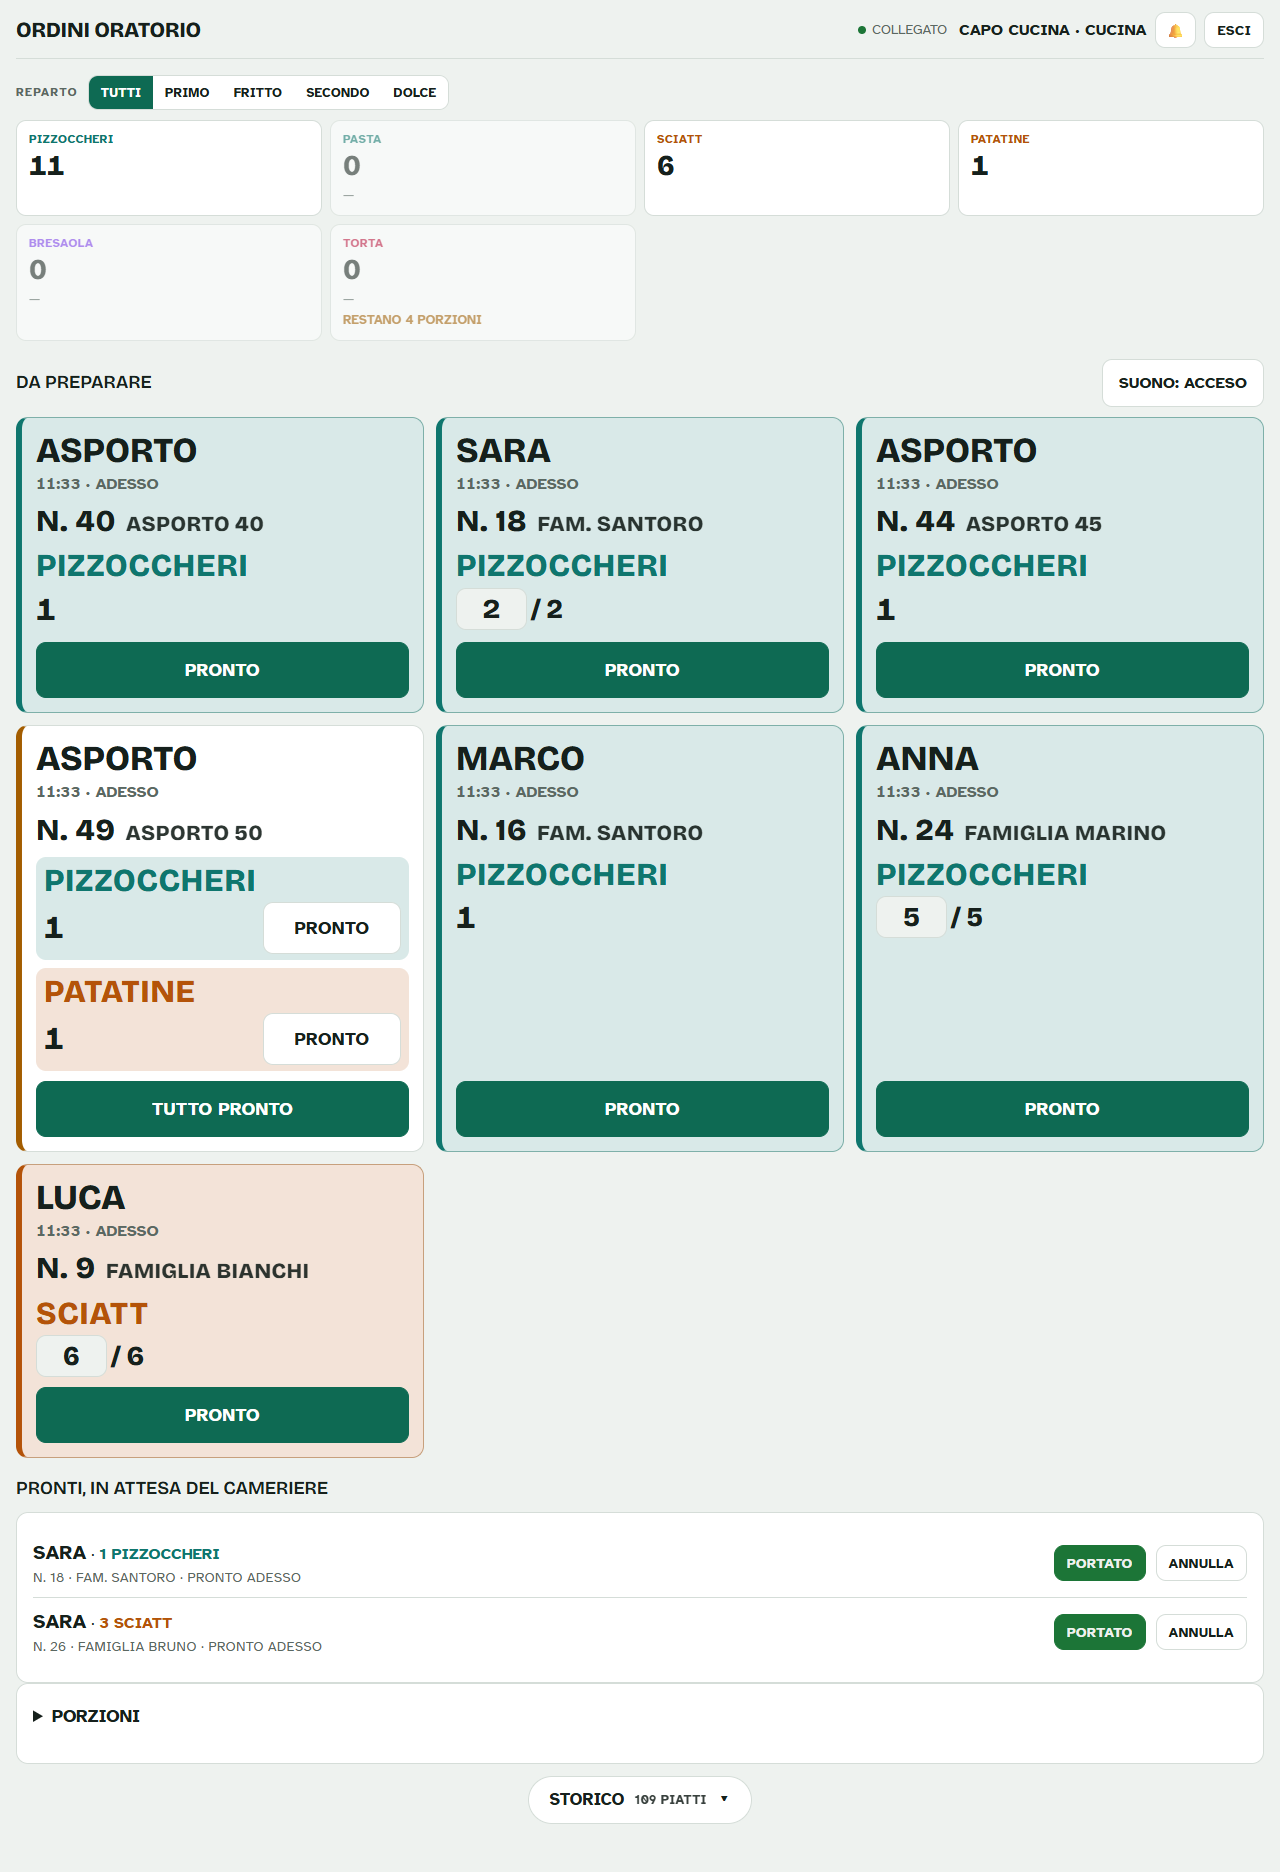 ORDINI ORATORIO
COLLEGATO CAPO CUCINA · CUCINA ESCI
REPARTO TUTTI PRIMO FRITTO SECONDO DOLCE
PIZZOCCHERI
11
PASTA
0
—
SCIATT
6
PATATINE
1
BRESAOLA
0
—
TORTA
0
—
RESTANO 4 PORZIONI
DA PREPARARE
SUONO: ACCESO
ASPORTO
11:33 · ADESSO
N. 40 ASPORTO 40
PIZZOCCHERI
1
PRONTO
SARA
11:33 · ADESSO
N. 18 FAM. SANTORO
PIZZOCCHERI
2 / 2
PRONTO
ASPORTO
11:33 · ADESSO
N. 44 ASPORTO 45
PIZZOCCHERI
1
PRONTO
ASPORTO
11:33 · ADESSO
N. 49 ASPORTO 50
PIZZOCCHERI
1 PRONTO
PATATINE
1 PRONTO
TUTTO PRONTO
MARCO
11:33 · ADESSO
N. 16 FAM. SANTORO
PIZZOCCHERI
1
PRONTO
ANNA
11:33 · ADESSO
N. 24 FAMIGLIA MARINO
PIZZOCCHERI
5 / 5
PRONTO
LUCA
11:33 · ADESSO
N. 9 FAMIGLIA BIANCHI
SCIATT
6 / 6
PRONTO
PRONTI, IN ATTESA DEL CAMERIERE
SARA · 1 PIZZOCCHERI
N. 18 · FAM. SANTORO · PRONTO ADESSO
PORTATO ANNULLA
SARA · 3 SCIATT
N. 26 · FAMIGLIA BRUNO · PRONTO ADESSO
PORTATO ANNULLA
PORZIONI
STORICO 109 PIATTI